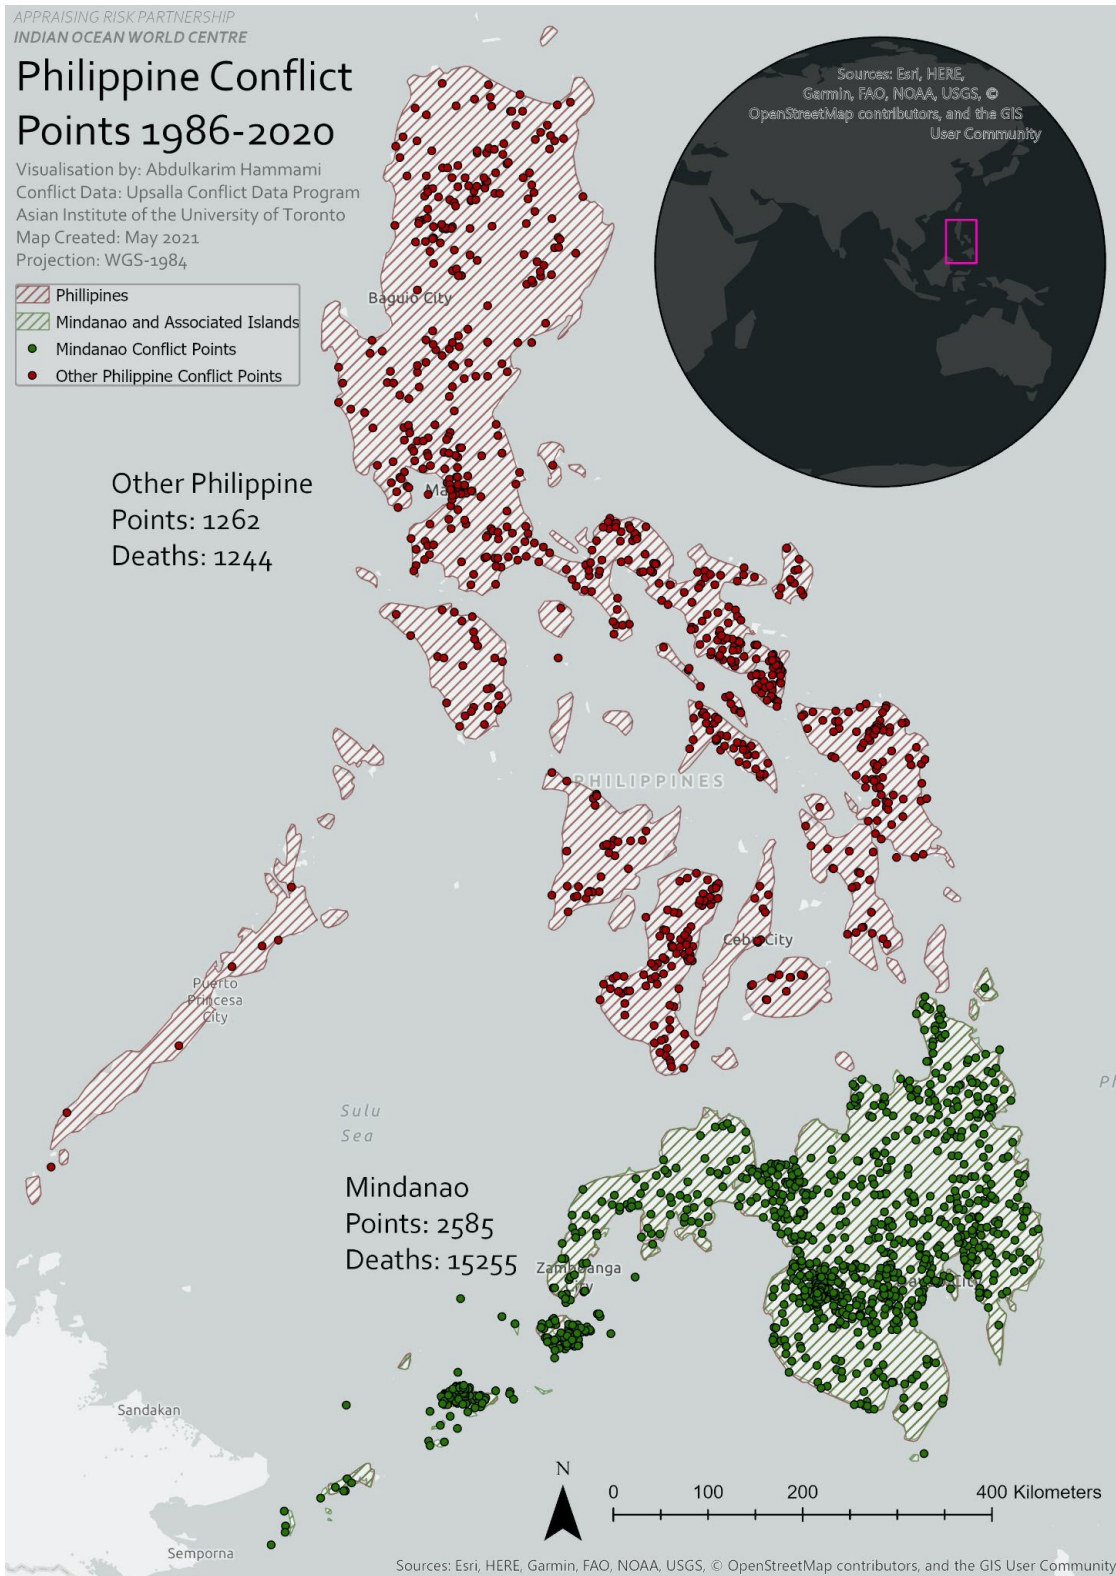 APPRAISING RISK PARTNERSHIP
INDIAN OCEAN WORLD CENTRE
Philippine Conflict
Points 1986-2020
Visualisation by: Abdulkarim Hammami
Conflict Data: Upsalla Conflict Data Program
Asian Institute of the University of Toronto
Map Created: May 2021
Projection: WGS-1984
Phillipines
Mindanao and Associated Islands
Mindanao Conflict Points
Other Philippine Conflict Points
Sources: Esri, HERE,
Garmin, FAO, NOAA, USGS, ©
OpenStreetMap contributors, and the GIS
User Community
Baguio City
Other Philippine
Points: 1262
Deaths: 1244
PHILIPPINES
Cebu City
Puerto
Princesa
City
Sulu
Sea
Mindanao
Points: 2585
Deaths: 15255
Zamboanga
City
Sandakan
Semporna
N
0 100 200 400 Kilometers
Sources: Esri, HERE, Garmin, FAO, NOAA, USGS, © OpenStreetMap contributors, and the GIS User Community